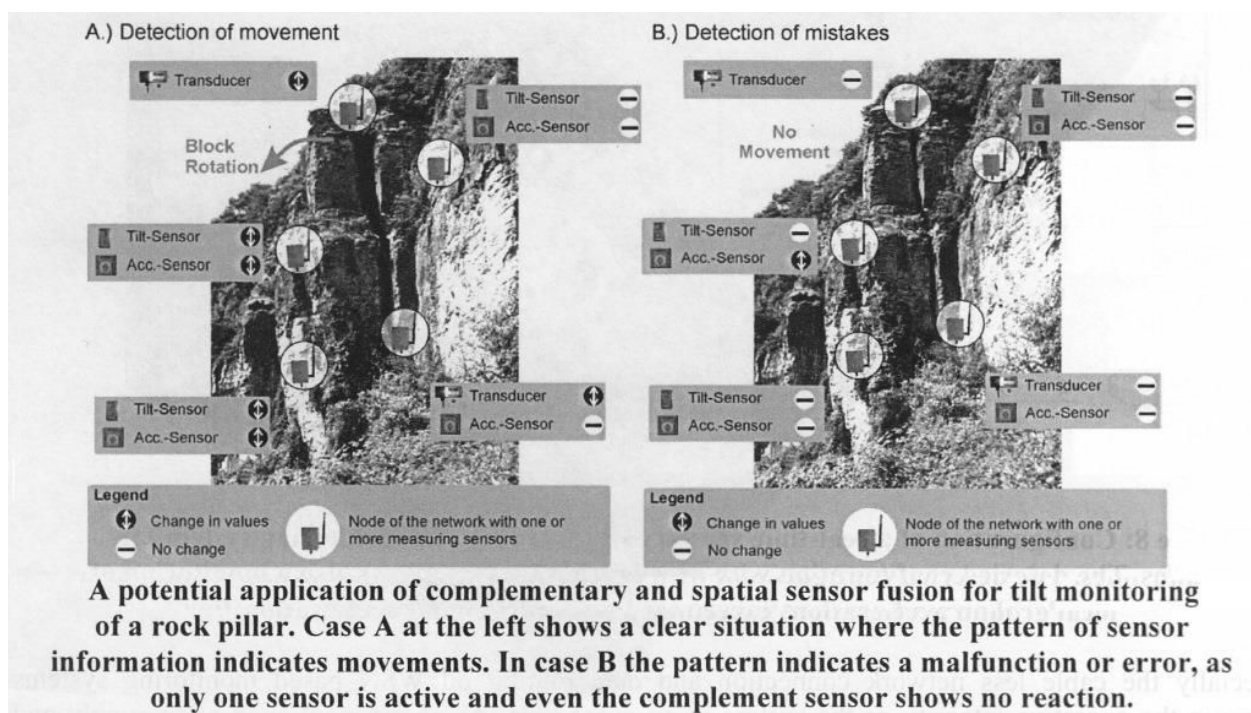 A.) Detection of movement
Transducer
Tilt-Sensor
Acc.-Sensor
Block
Rotation
Tilt-Sensor
Acc.-Sensor
Tilt-Sensor
Acc.-Sensor
Transducer
Acc.-Sensor
Legend
Change in values
No change
Node of the network with one or
more measuring sensors
B.) Detection of mistakes
Transducer
Tilt-Sensor
Acc.-Sensor
No
Movement
Tilt-Sensor
Acc.-Sensor
Tilt-Sensor
Acc.-Sensor
Transducer
Acc.-Sensor
Legend
Change in values
No change
Node of the network with one or
more measuring sensors
A potential application of complementary and spatial sensor fusion for tilt monitoring
of a rock pillar. Case A at the left shows a clear situation where the pattern of sensor
information indicates movements. In case B the pattern indicates a malfunction or error, as
only one sensor is active and even the complement sensor shows no reaction.